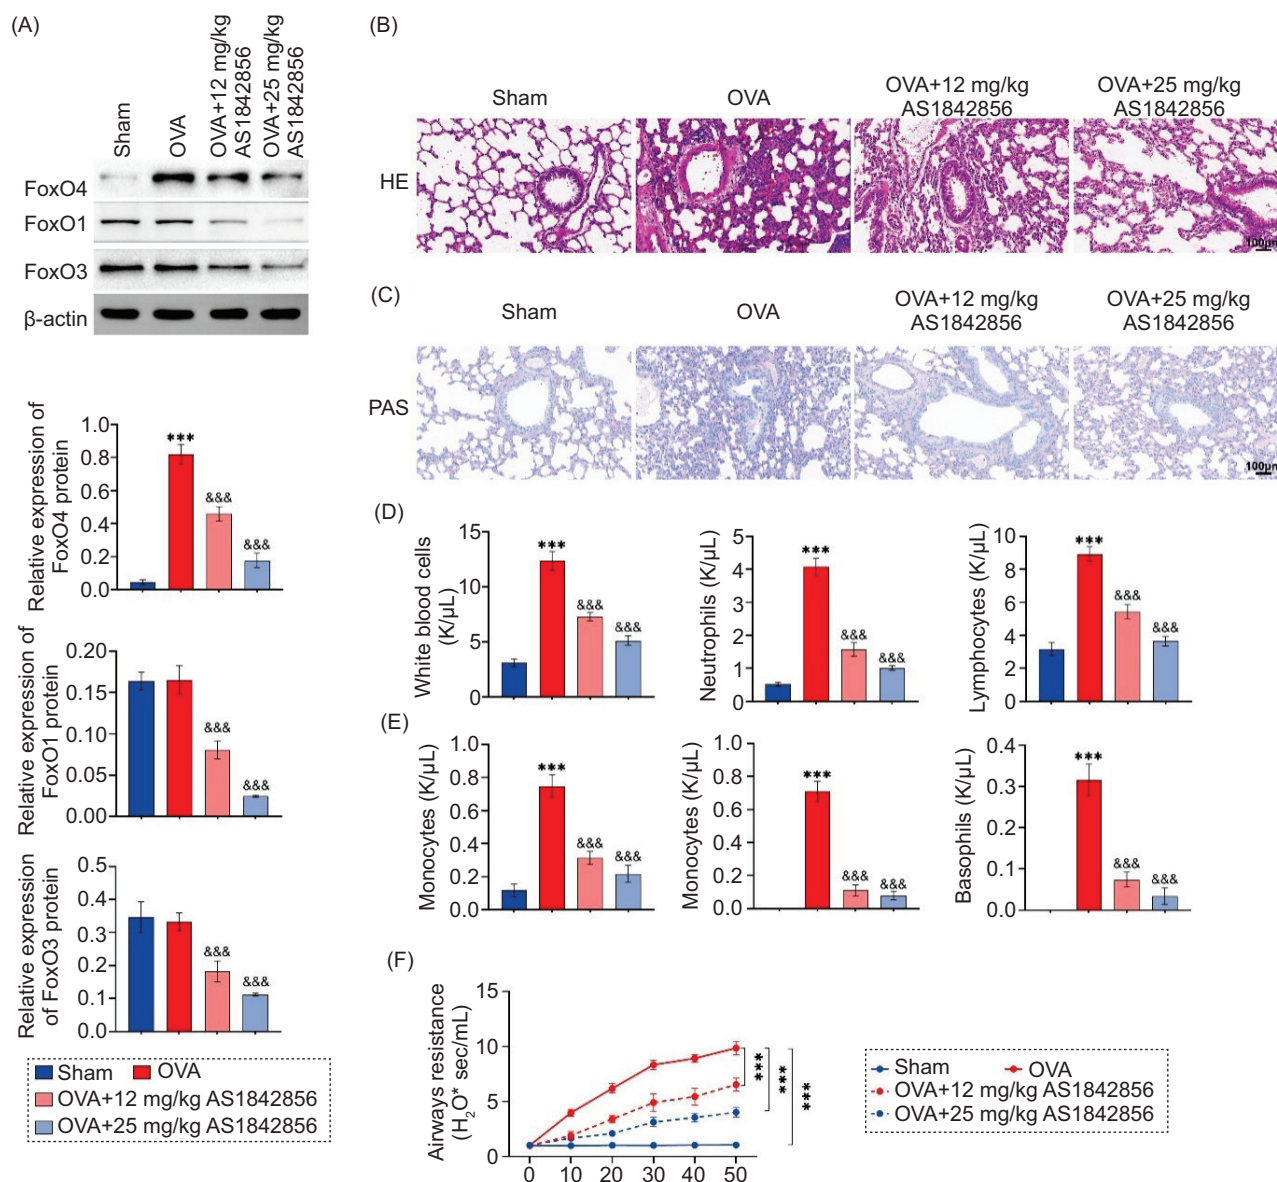 (A)
Sham
OVA
OVA+12 mg/kg
AS1842856
OVA+25 mg/kg
AS1842856
FoxO4
FoxO1
FoxO3
β-actin
Relative expression of
FoxO4 protein
1.0
0.8
0.6
0.4
0.2
0.0
***
&&&
&&&
Relative expression of
FoxO1 protein
0.20
0.15
0.10
0.05
0.00
&&&
&&&
Relative expression
of FoxO3 protein
0.5
0.4
0.3
0.2
0.1
0.0
&&&
&&&
Sham
OVA
OVA+12 mg/kg AS1842856
OVA+25 mg/kg AS1842856
(B)
Sham
OVA
OVA+12 mg/kg
AS1842856
OVA+25 mg/kg
AS1842856
HE
100μm
(C)
Sham
OVA
OVA+12 mg/kg
AS1842856
OVA+25 mg/kg
AS1842856
PAS
100μm
(D)
White blood cells
(K/μL)
15
10
5
0
***
&&&
&&&
Neutrophils (K/μL)
5
4
3
2
1
0
***
&&&
&&&
Lymphocytes (K/μL)
10
8
6
4
2
0
***
&&&
&&&
(E)
Monocytes (K/μL)
1.0
0.8
0.6
0.4
0.2
0.0
***
&&&
&&&
Monocytes (K/μL)
1.0
0.8
0.6
0.4
0.2
0.0
***
&&&
&&&
Basophils (K/μL)
0.4
0.3
0.2
0.1
0.0
***
&&&
&&&
(F)
Airways resistance
(H₂O* sec/mL)
15
10
5
0
0 10 20 30 40 50
***
***
***
Sham
OVA
OVA+12 mg/kg AS1842856
OVA+25 mg/kg AS1842856